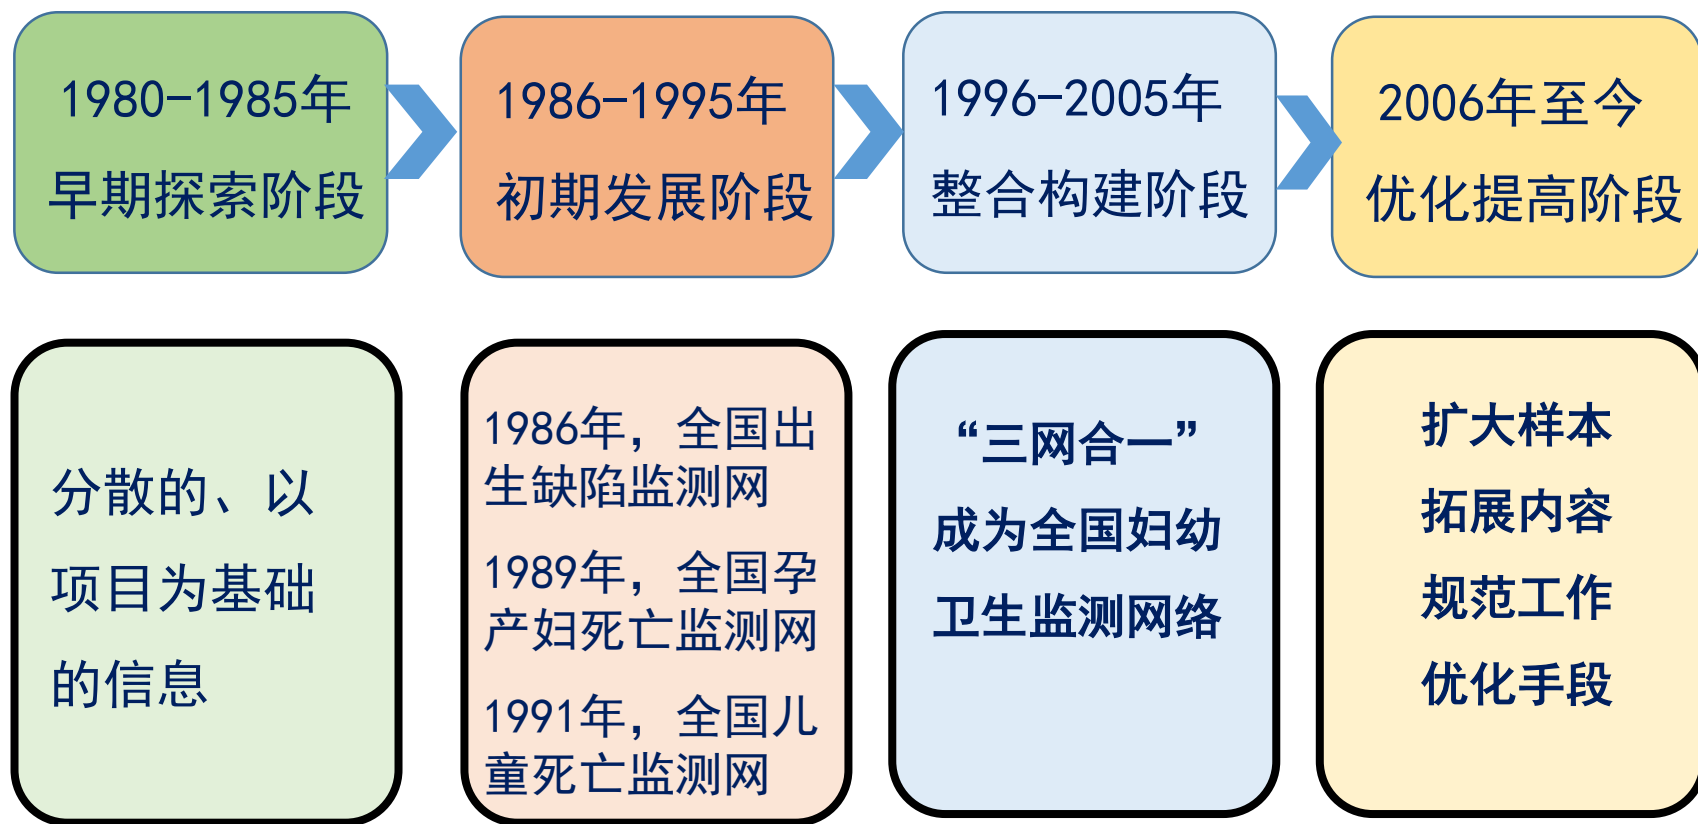 1980-1985年
早期探索阶段
1986-1995年
初期发展阶段
1996-2005年
整合构建阶段
2006年至今
优化提高阶段
分散的、以
项目为基础
的信息
1986年，全国出
生缺陷监测网
1989年，全国孕
产妇死亡监测网
1991年，全国儿
童死亡监测网
“三网合一”
成为全国妇幼
卫生监测网络
扩大样本
拓展内容
规范工作
优化手段